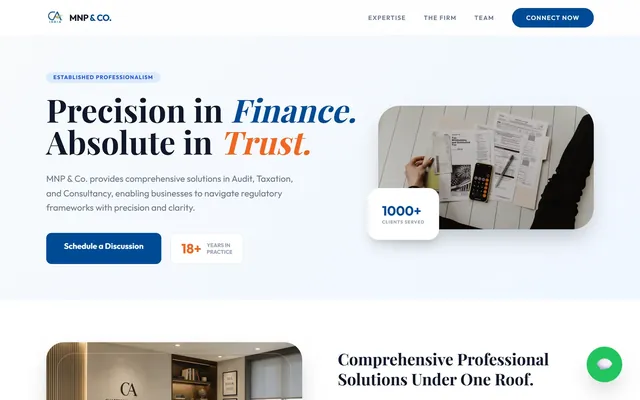 CA
INDIA
MNP & CO.
EXPERTISE
THE FIRM
TEAM
CONNECT NOW
ESTABLISHED PROFESSIONALISM
Precision in Finance.
Absolute in Trust.
MNP & Co. provides comprehensive solutions in Audit, Taxation,
and Consultancy, enabling businesses to navigate regulatory
frameworks with precision and clarity.
Schedule a Discussion
18+
YEARS IN
PRACTICE
1000+
CLIENTS SERVED
CA
Comprehensive Professional
Solutions Under One Roof.